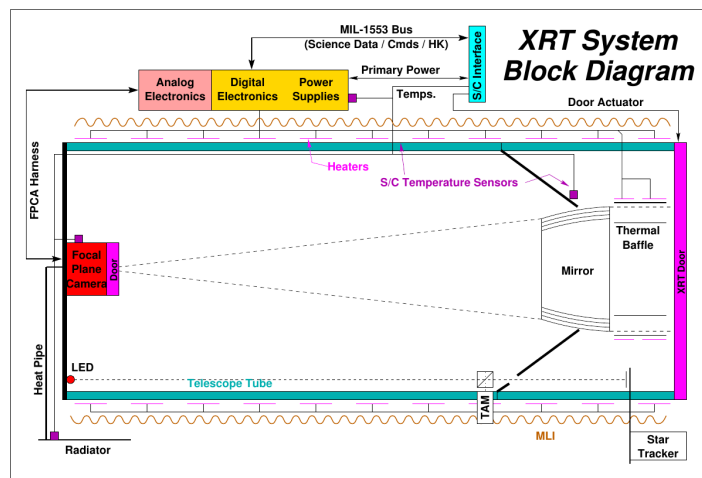 XRT System
Block Diagram
MIL-1553 Bus
(Science Data / Cmds / HK)
S/C Interface
Analog
Electronics
Digital
Electronics
Power
Supplies
Primary Power
Temps.
Door Actuator
FPCA Harness
Heaters
S/C Temperature Sensors
Focal
Plane
Camera
Door
Mirror
Thermal
Baffle
XRT Door
Heat Pipe
LED
Telescope Tube
TAM
MLI
Radiator
Star
Tracker